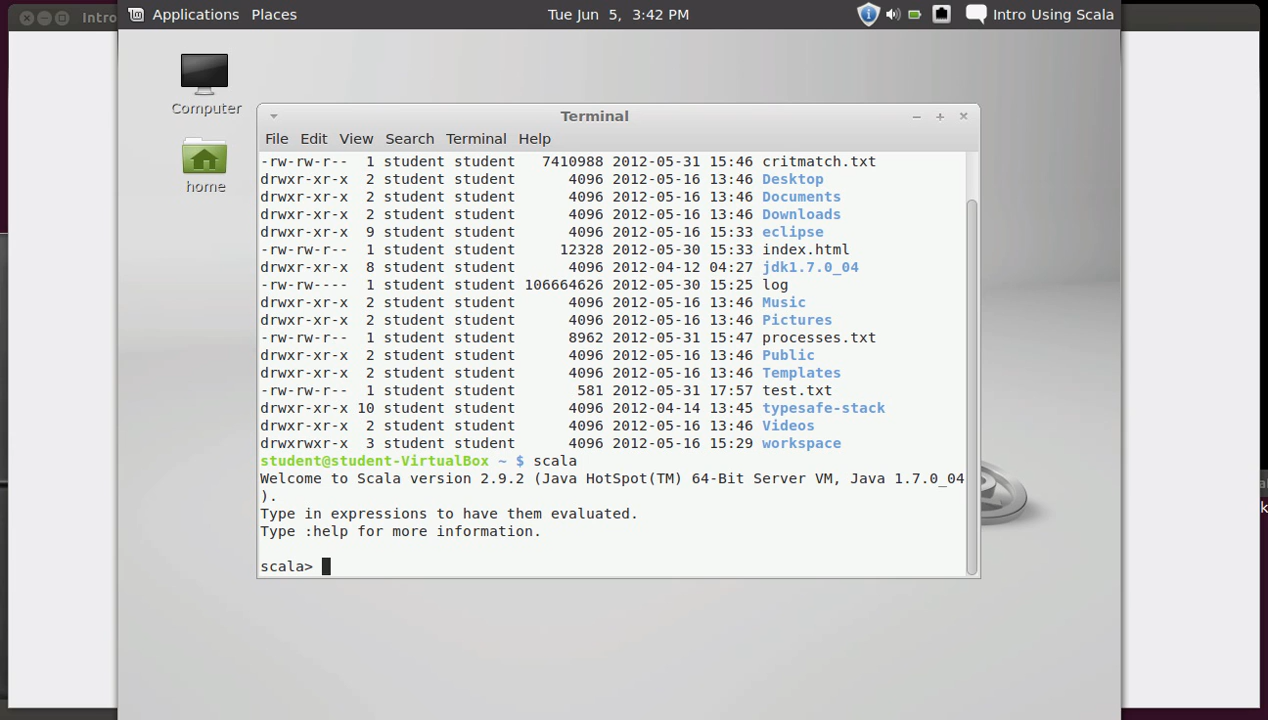 Intro
Applications Places Tue Jun 5, 3:42 PM Intro Using Scala
Computer
home
Terminal
File Edit View Search Terminal Help
-rw-rw-r-- 1 student student 7410988 2012-05-31 15:46 critmatch.txt
drwxr-xr-x 2 student student 4096 2012-05-16 13:46 Desktop
drwxr-xr-x 2 student student 4096 2012-05-16 13:46 Documents
drwxr-xr-x 2 student student 4096 2012-05-16 13:46 Downloads
drwxr-xr-x 9 student student 4096 2012-05-16 15:33 eclipse
-rw-rw-r-- 1 student student 12328 2012-05-30 15:33 index.html
drwxr-xr-x 8 student student 4096 2012-04-12 04:27 jdk1.7.0_04
-rw-rw---- 1 student student 106664626 2012-05-30 15:25 log
drwxr-xr-x 2 student student 4096 2012-05-16 13:46 Music
drwxr-xr-x 2 student student 4096 2012-05-16 13:46 Pictures
-rw-rw-r-- 1 student student 8962 2012-05-31 15:47 processes.txt
drwxr-xr-x 2 student student 4096 2012-05-16 13:46 Public
drwxr-xr-x 2 student student 4096 2012-05-16 13:46 Templates
-rw-rw-r-- 1 student student 581 2012-05-31 17:57 test.txt
drwxr-xr-x 10 student student 4096 2012-04-14 13:45 typesafe-stack
drwxr-xr-x 2 student student 4096 2012-05-16 13:46 Videos
drwxrwxr-x 3 student student 4096 2012-05-16 15:29 workspace
student@student-VirtualBox ~ $ scala
Welcome to Scala version 2.9.2 (Java HotSpot(TM) 64-Bit Server VM, Java 1.7.0_04
).
Type in expressions to have them evaluated.
Type :help for more information.
scala>